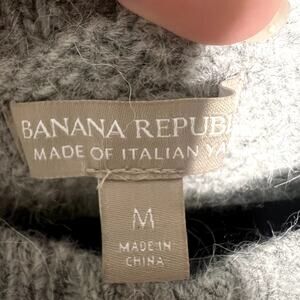 BANANA REPUB
MADE OF ITALIAN YA
M
MADE IN
CHINA